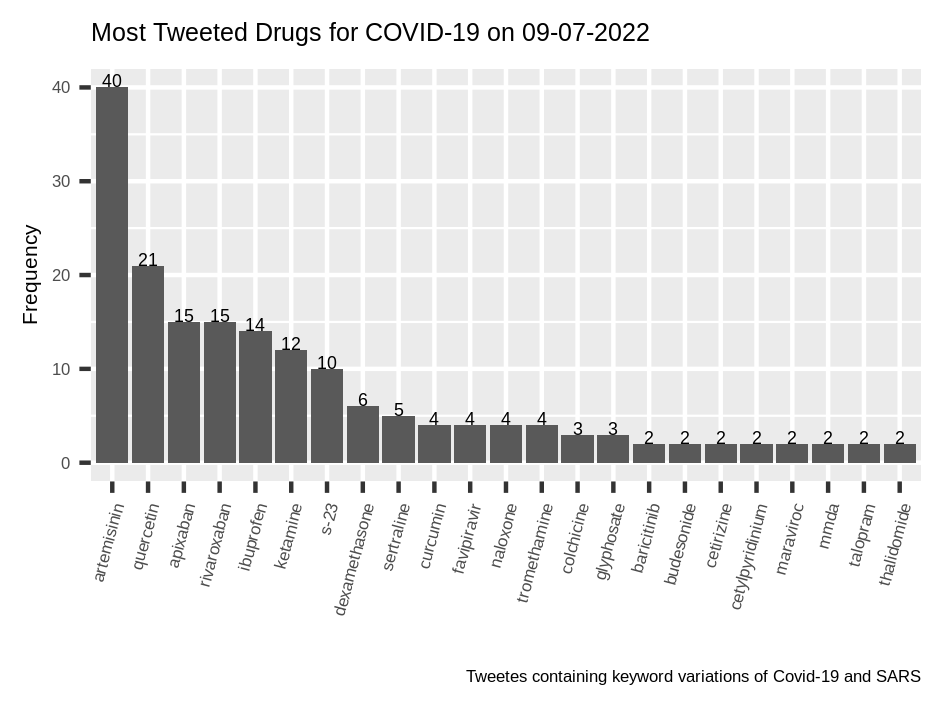 Most Tweeted Drugs for COVID-19 on 09-07-2022
40
30
20
10
0
Frequency
40
21
15
15
14
12
10
6
5
4
4
4
4
3
3
2
2
2
2
2
2
2
2
artemisinin
quercetin
apixaban
rivaroxaban
ibuprofen
ketamine
s-23
dexamethasone
sertraline
curcumin
favipiravir
naloxone
tromethamine
colchicine
glyphosate
baricitinib
budesonide
cetirizine
cetylpyridinium
maraviroc
mmda
talopram
thalidomide
Tweetes containing keyword variations of Covid-19 and SARS